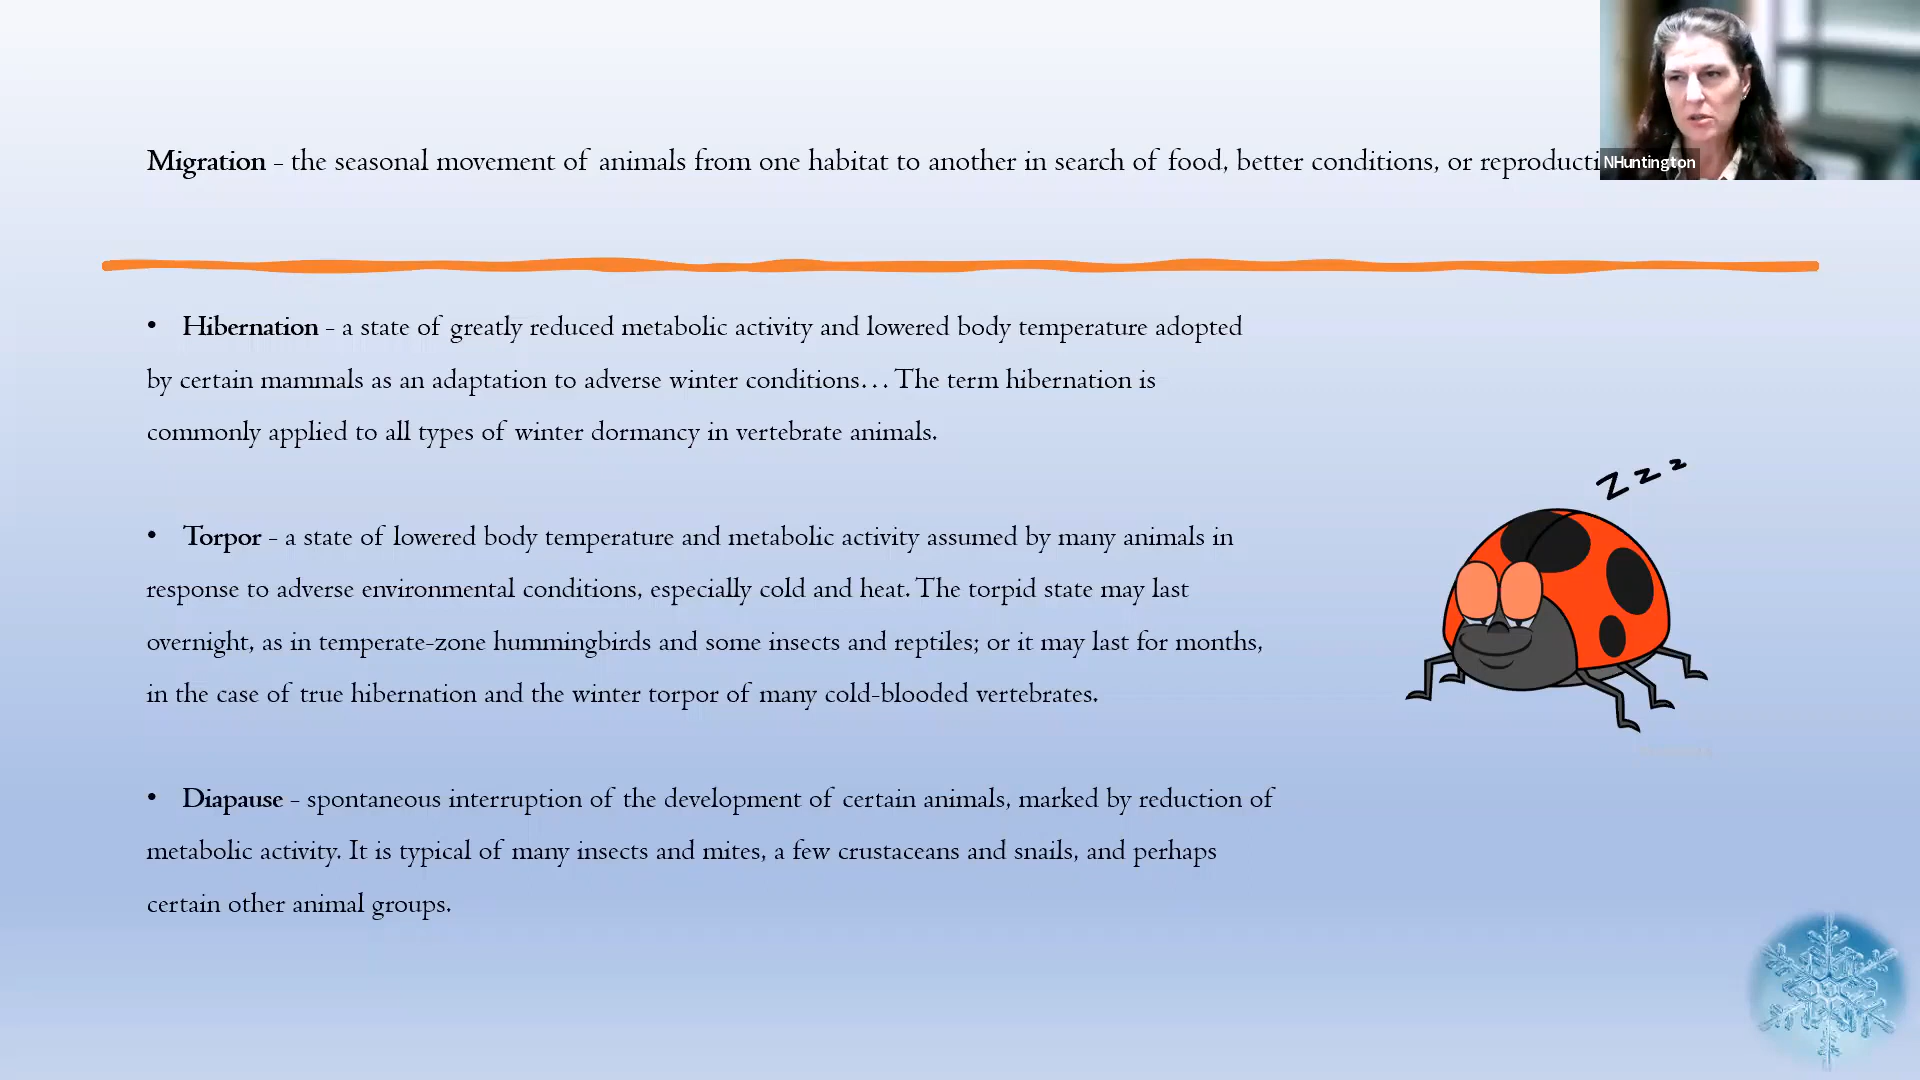 Migration - the seasonal movement of animals from one habitat to another in search of food, better conditions, or reproducti
NHuntington
• Hibernation - a state of greatly reduced metabolic activity and lowered body temperature adopted
by certain mammals as an adaptation to adverse winter conditions… The term hibernation is
commonly applied to all types of winter dormancy in vertebrate animals.
• Torpor - a state of lowered body temperature and metabolic activity assumed by many animals in
response to adverse environmental conditions, especially cold and heat. The torpid state may last
overnight, as in temperate-zone hummingbirds and some insects and reptiles; or it may last for months,
in the case of true hibernation and the winter torpor of many cold-blooded vertebrates.
Z z z
• Diapause - spontaneous interruption of the development of certain animals, marked by reduction of
metabolic activity. It is typical of many insects and mites, a few crustaceans and snails, and perhaps
certain other animal groups.